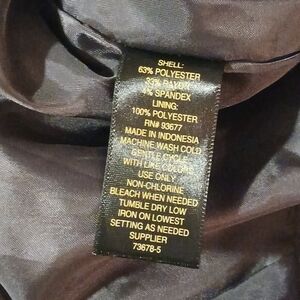 SHELL:
63% POLYESTER
33% RAYON
4% SPANDEX
LINING:
100% POLYESTER
RN# 93677
MADE IN INDONESIA
MACHINE WASH COLD
GENTLE CYCLE
WITH LIKE COLORS
USE ONLY
NON-CHLORINE
BLEACH WHEN NEEDED
TUMBLE DRY LOW
IRON ON LOWEST
SETTING AS NEEDED
SUPPLIER
73678-5